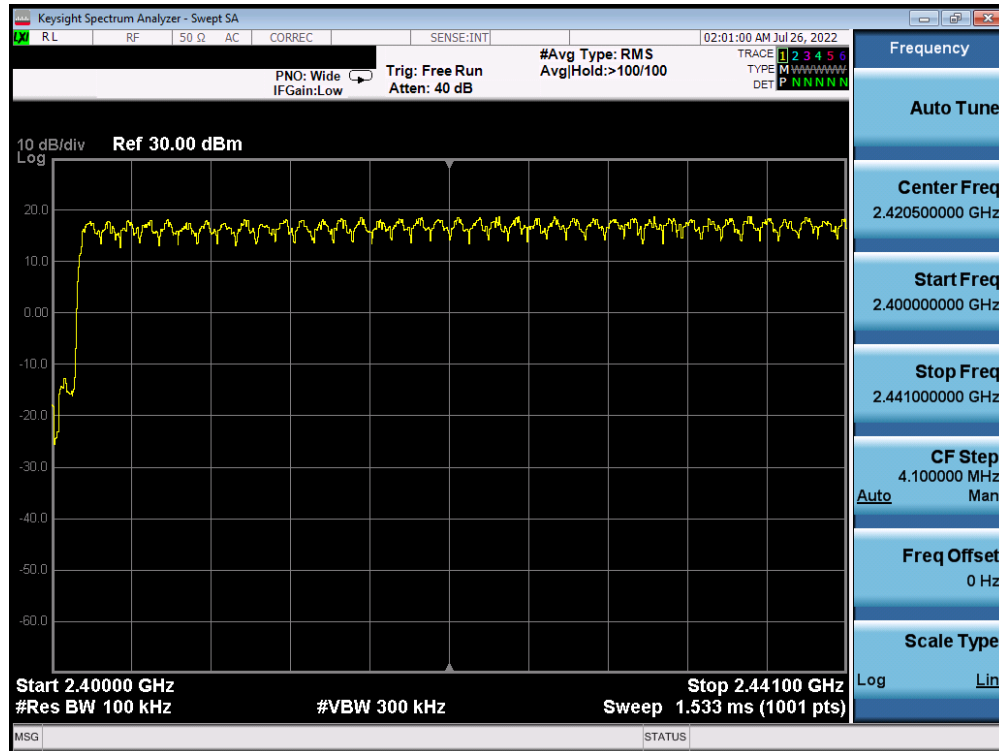 Keysight Spectrum Analyzer - Swept SA
LXI RL RF 50 Ω AC CORREC SENSE:INT 02:01:00 AM Jul 26, 2022
PNO: Wide
IFGain:Low
Trig: Free Run
Atten: 40 dB
#Avg Type: RMS
Avg|Hold:>100/100
TRACE 1 2 3 4 5 6
TYPE M WWWWW
DET P N N N N N
10 dB/div Ref 30.00 dBm
Log
20.0
10.0
0.00
-10.0
-20.0
-30.0
-40.0
-50.0
-60.0
Start 2.40000 GHz Stop 2.44100 GHz
#Res BW 100 kHz #VBW 300 kHz Sweep 1.533 ms (1001 pts)
MSG STATUS
Frequency
Auto Tune
Center Freq
2.420500000 GHz
Start Freq
2.400000000 GHz
Stop Freq
2.441000000 GHz
CF Step
4.100000 MHz
Auto Man
Freq Offset
0 Hz
Scale Type
Log Lin